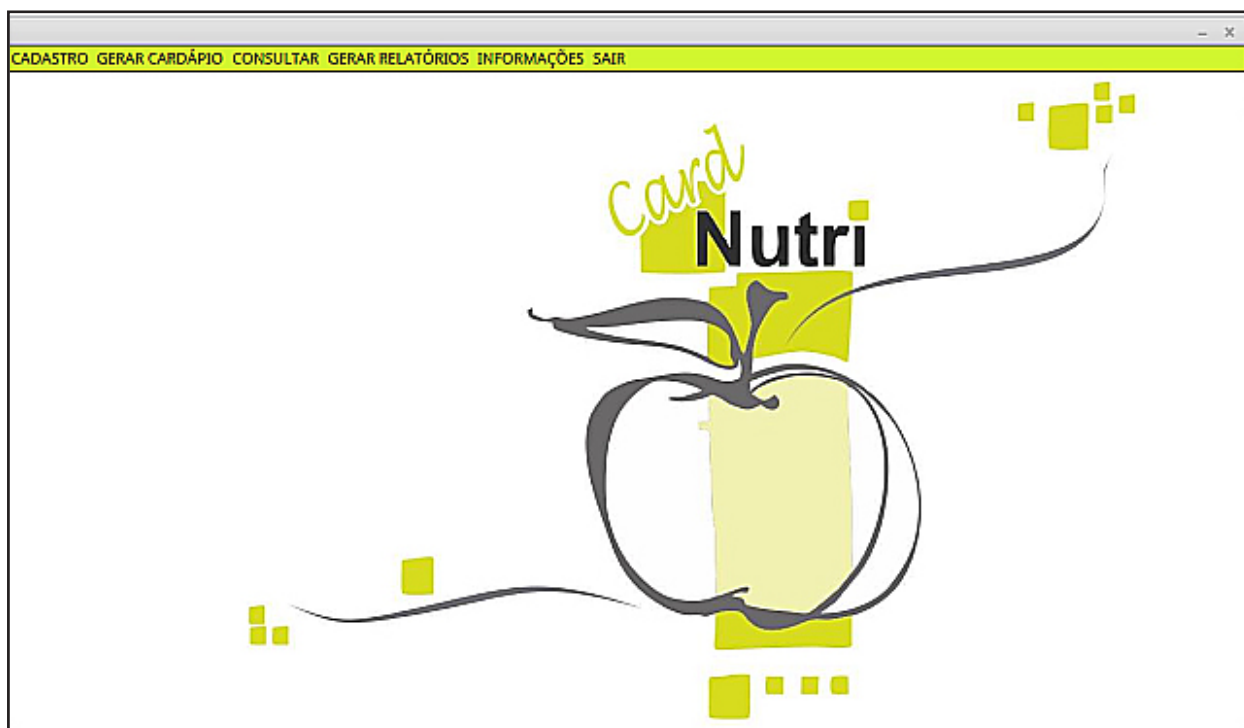 CADASTRO GERAR CARDÁPIO CONSULTAR GERAR RELATÓRIOS INFORMAÇÕES SAIR
Card
Nutri